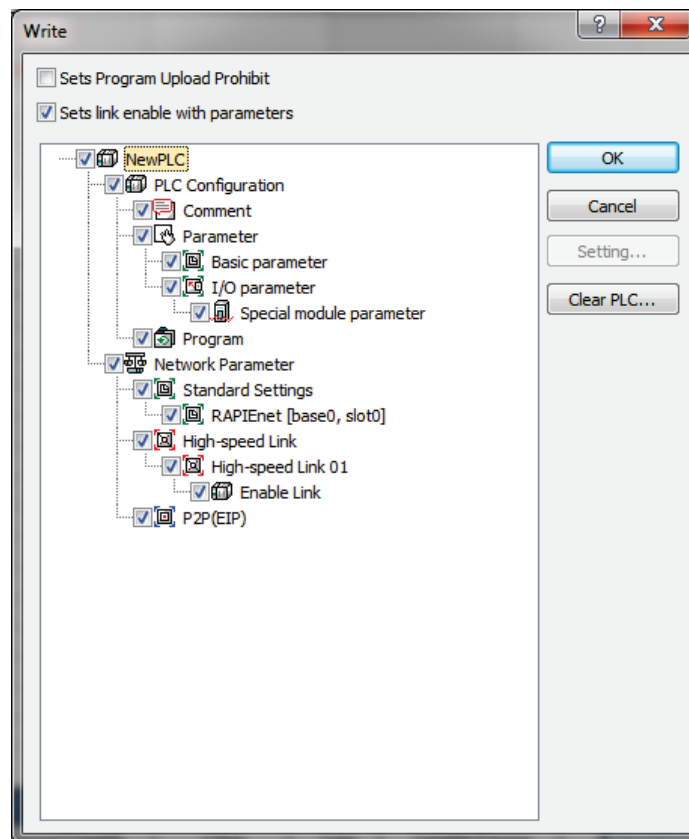 Write
Sets Program Upload Prohibit
Sets link enable with parameters
NewPLC
PLC Configuration
Comment
Parameter
Basic parameter
I/O parameter
Special module parameter
Program
Network Parameter
Standard Settings
RAPIEnet [base0, slot0]
High-speed Link
High-speed Link 01
Enable Link
P2P(EIP)
OK
Cancel
Setting...
Clear PLC...